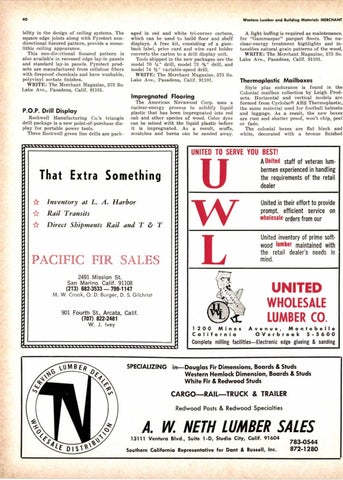 40
Western Lumber and Building Materials MERCHANT
bility in the design of ceiling systems. The
square edge panels along with Pyrotect non-
directional fissured pattern, provide a mono-
lithic ceiling appearance.
This non-directional fissured pattern is
also available in revealed edge lay-in panels
and standard lay-in panels. Pyrotect prod-
ucts are manufactured from cellulose fibers
with fireproof chemicals and have washable,
polyvinyl acetate finishes.
WRITE: The Merchant Magazine, 573 So.
Lake Ave., Pasadena, Calif. 91101.
P.O.P. Drill Display
Rockwell Manufacturing Co.'s triangle
drill package is a new point-of-purchase dis-
play for portable power tools.
Three Rockwell green line drills are pack-
aged in red and white tri-corner cartons,
which can be used to build floor and shelf
displays. A free kit, consisting of a gum-
back label, price card and wire card holder
converts the carton to a drill display unit.
Tools shipped in the new packages are the
model 70 ¼" drill, model 75 ⅜" drill, and
model 74 ⅜" variable-speed drill.
WRITE: The Merchant Magazine, 573 So.
Lake Ave., Pasadena, Calif. 91101.
Impregnated Flooring
The American Novawood Corp. uses a
nuclear-energy process to solidify liquid
plastic that has been impregnated into red
oak and other species of wood. Color dyes
can be mixed with the liquid plastic before
it is impregnated. As a result, scuffs,
scratches and burns can be sanded away.
A light buffing is required as maintenance,
for "Gammapar" parquet floors. The nu-
clear-energy treatment highlights and in-
tensifies natural grain patterns of the wood.
WRITE: The Merchant Magazine, 573 So.
Lake Ave., Pasadena, Calif. 91101.
Thermoplastic Mailboxes
Style plus endurance is found in the
Colonial mailbox collection by Leigh Prod-
ucts. Horizontal and vertical models are
formed from Cycolac® ABS Thermoplastic,
the same material used for football helmets
and luggage. As a result, the new boxes
are rust and shatter proof, won't chip, peel
or fade.
The colonial boxes are flat black and
white, decorated with a bronze finished
That Extra Something
☆ Inventory at L. A. Harbor
☆ Rail Transits
☆ Direct Shipments Rail and T & T
PACIFIC FIR SALES
2491 Mission St.
San Marino, Calif. 91108
(213) 682-3533 — 799-1147
M. W. Crook, O. D. Burger, D. S. Gilchrist
901 Fourth St., Arcata, Calif.
(707) 822-2481
W. J. Ivey
UNITED TO SERVE YOU BEST!
U
A United staff of veteran lum-
bermen experienced in handling
the requirements of the retail
dealer
W
United in their effort to provide
prompt, efficient service on
wholesale orders from our
L
United inventory of prime soft-
wood lumber maintained with
the retail dealer's needs in
mind.
UNITED
WHOLESALE
LUMBER CO.
1200 Mines Avenue, Montebello
California OVerbrook 5-5600
Complete milling facilities—Electronic edge glueing & sanding
SERVING LUMBER DEALERS
N
WHOLESALE DISTRIBUTION
SPECIALIZING in—Douglas Fir Dimensions, Boards & Studs
Western Hemlock Dimension, Boards & Studs
White Fir & Redwood Studs
CARGO—RAIL—TRUCK & TRAILER
Redwood Posts & Redwood Specialties
A. W. NETH LUMBER SALES
13111 Ventura Blvd., Suite 1-D, Studio City, Calif. 91604
783-0544
872-1280
Southern California Representative for Dant & Russell, Inc.